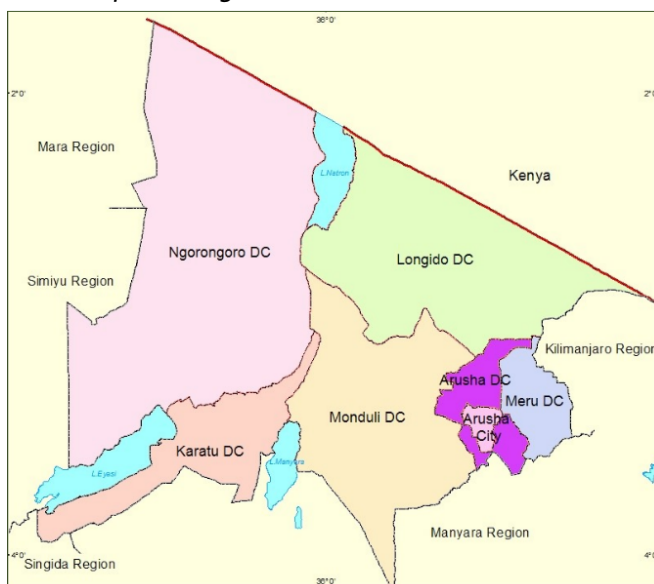 36°0'
2°0'
2°0'
Mara Region
L.Natron
Kenya
Ngorongoro DC
Longido DC
Simiyu Region
Kilimanjaro Region
Arusha DC
Meru DC
Monduli DC
Arusha
City
Karatu DC
L.Eyasi
L.Manyara
Manyara Region
4°0'
Singida Region
4°0'
36°0'